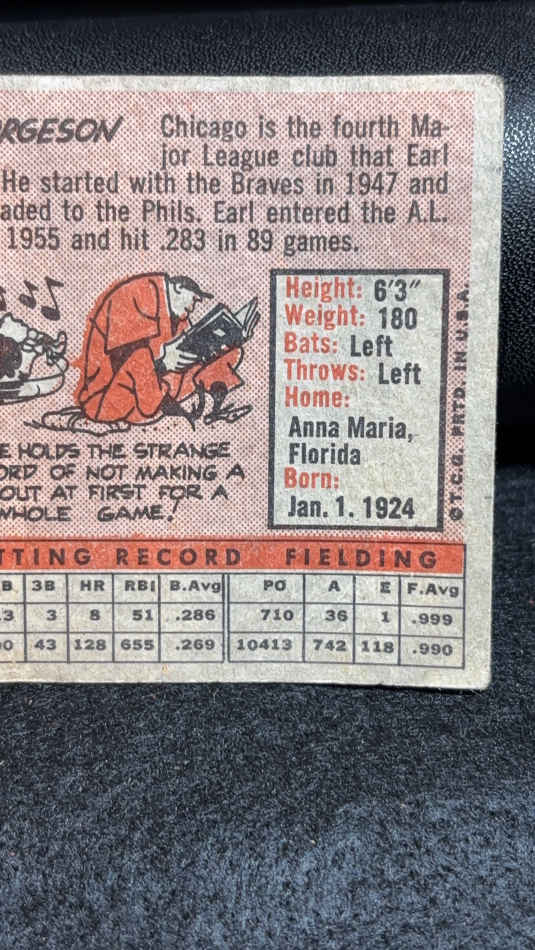 RGESON
Chicago is the fourth Ma-
jor League club that Earl
He started with the Braves in 1947 and
aded to the Phils. Earl entered the A.L.
1955 and hit .283 in 89 games.
E HOLDS THE STRANGE
ORD OF NOT MAKING A
OUT AT FIRST FOR A
WHOLE GAME!
Height: 6'3"
Weight: 180
Bats: Left
Throws: Left
Home:
Anna Maria,
Florida
Born:
Jan. 1. 1924
© T.C.G. PRTD. IN U.S.A.
TTING RECORD FIELDING
B 3B HR RBI B.Avg PO A E F.Avg
3 3 8 51 .286 710 36 1 .999
0 43 128 655 .269 10413 742 118 .990